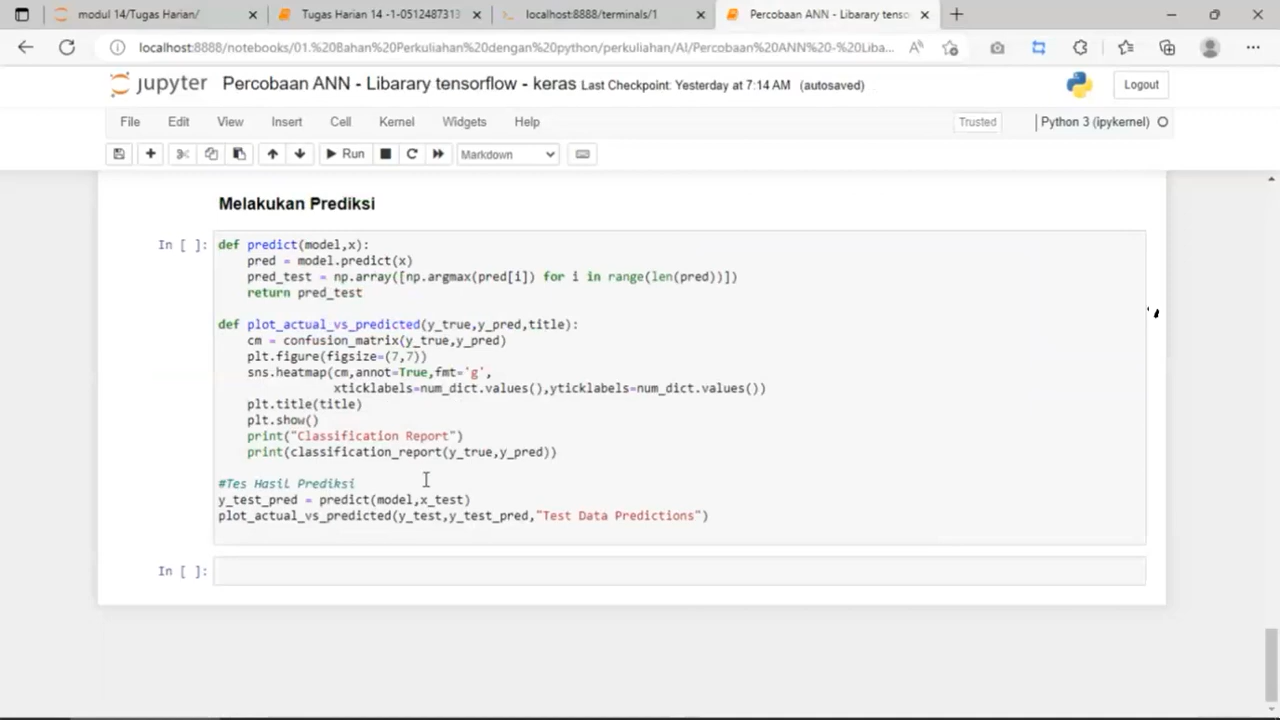 modul 14/Tugas Harian/
Tugas Harian 14 -1-0512487313
localhost:8888/terminals/1
Percobaan ANN - Libarary tenso
localhost:8888/notebooks/01.%20Bahan%20Perkuliahan%20dengan%20python/perkuliahan/AI/Percobaan%20ANN%20-%20Liba...
jupyter Percobaan ANN - Libarary tensorflow - keras Last Checkpoint: Yesterday at 7:14 AM (autosaved)
Logout
File Edit View Insert Cell Kernel Widgets Help
Trusted
Python 3 (ipykernel)
Run
Markdown
Melakukan Prediksi
In [ ]:
def predict(model,x):
    pred = model.predict(x)
    pred_test = np.array([np.argmax(pred[i]) for i in range(len(pred))])
    return pred_test
def plot_actual_vs_predicted(y_true,y_pred,title):
    cm = confusion_matrix(y_true,y_pred)
    plt.figure(figsize=(7,7))
    sns.heatmap(cm,annot=True,fmt='g',
                xticklabels=num_dict.values(),yticklabels=num_dict.values())
    plt.title(title)
    plt.show()
    print("Classification Report")
    print(classification_report(y_true,y_pred))
#Tes Hasil Prediksi
y_test_pred = predict(model,x_test)
plot_actual_vs_predicted(y_test,y_test_pred,"Test Data Predictions")
In [ ]: